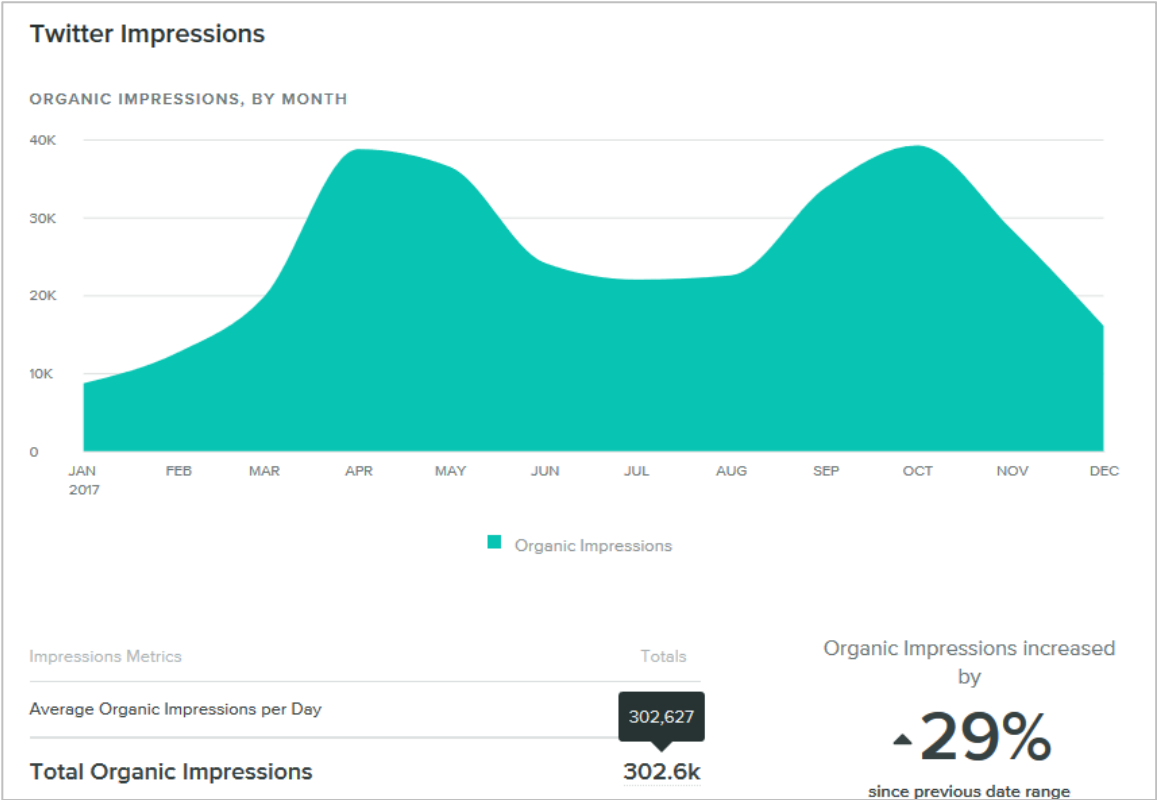 Twitter Impressions
ORGANIC IMPRESSIONS, BY MONTH
40K
30K
20K
10K
0
JAN FEB MAR APR MAY JUN JUL AUG SEP OCT NOV DEC
2017
Organic Impressions
Impressions Metrics Totals
Average Organic Impressions per Day
302,627
Total Organic Impressions 302.6k
Organic Impressions increased
by
29%
since previous date range